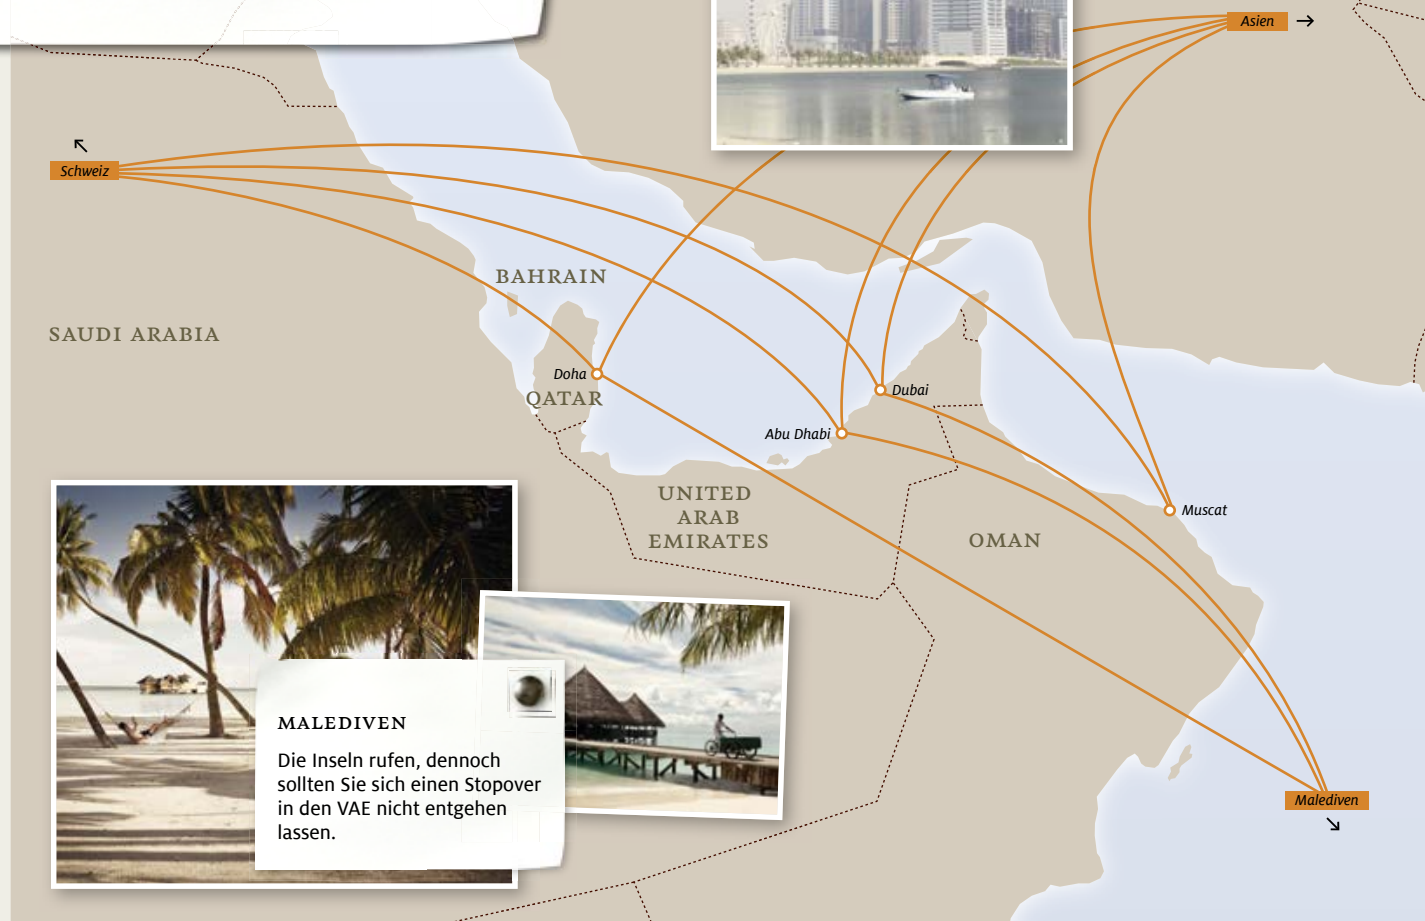 Asien →
↖
Schweiz
BAHRAIN
SAUDI ARABIA
Doha
QATAR
Dubai
Abu Dhabi
UNITED
ARAB
EMIRATES
Muscat
OMAN
MALEDIVEN
Die Inseln rufen, dennoch
sollten Sie sich einen Stopover
in den VAE nicht entgehen
lassen.
Malediven
↘